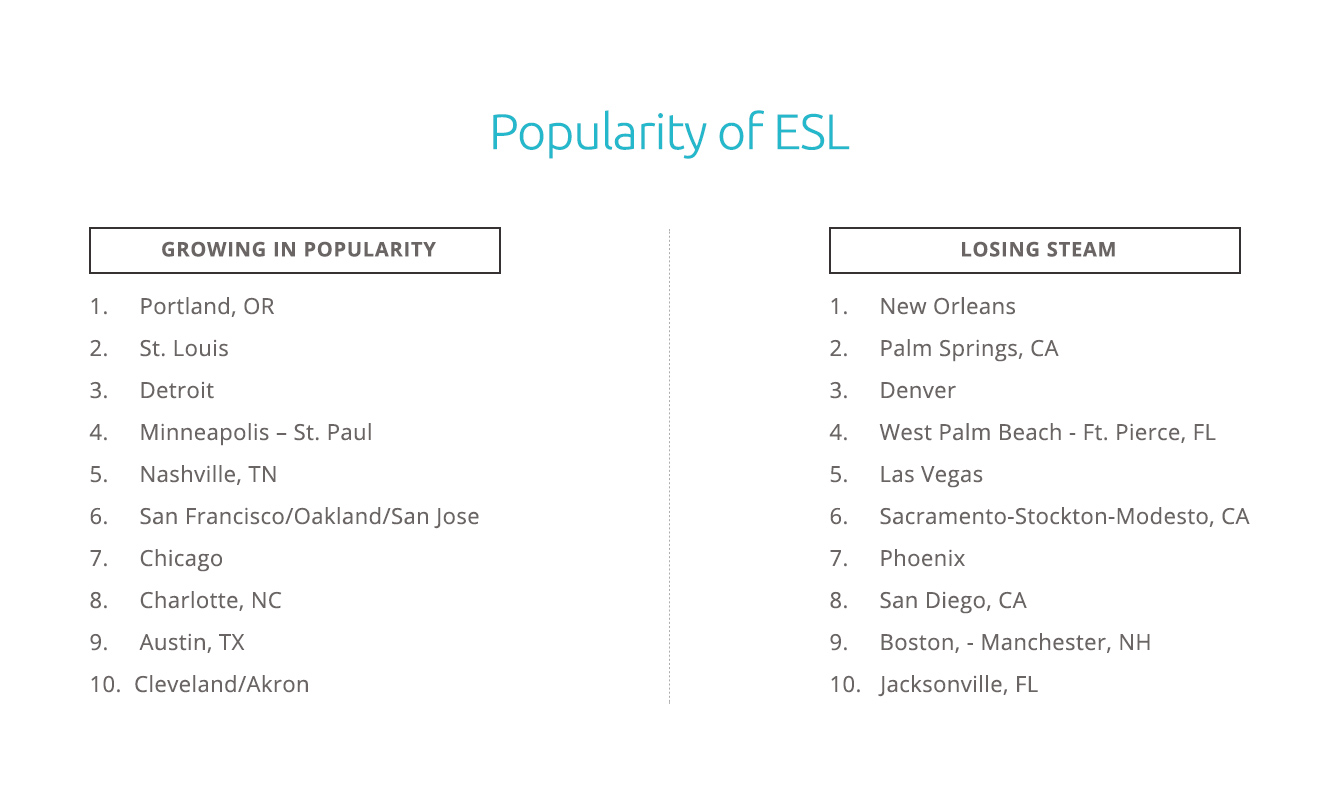 Popularity of ESL
GROWING IN POPULARITY
1. Portland, OR
2. St. Louis
3. Detroit
4. Minneapolis – St. Paul
5. Nashville, TN
6. San Francisco/Oakland/San Jose
7. Chicago
8. Charlotte, NC
9. Austin, TX
10. Cleveland/Akron
LOSING STEAM
1. New Orleans
2. Palm Springs, CA
3. Denver
4. West Palm Beach - Ft. Pierce, FL
5. Las Vegas
6. Sacramento-Stockton-Modesto, CA
7. Phoenix
8. San Diego, CA
9. Boston, - Manchester, NH
10. Jacksonville, FL